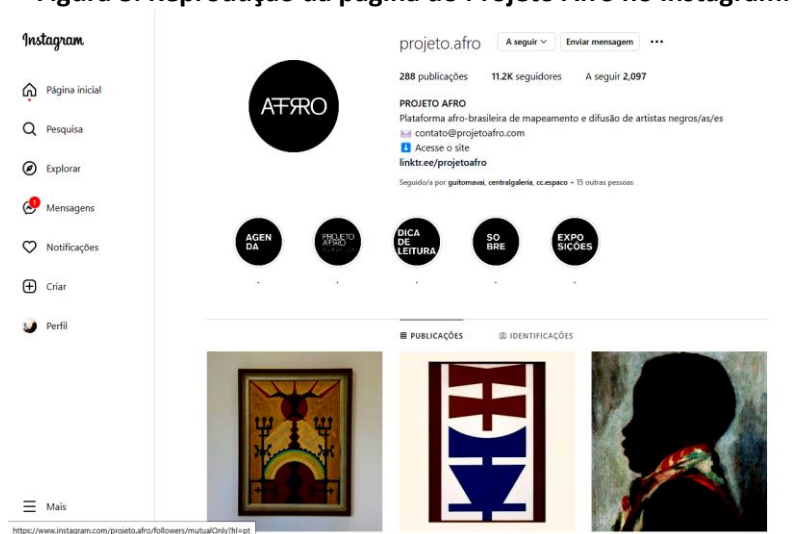 Figura 3. Reprodução da página do Projeto Afro no Instagram.
Instagram
Página inicial
Pesquisa
Explorar
1
Mensagens
Notificações
Criar
Perfil
Mais
projeto.afro A seguir Enviar mensagem •••
288 publicações 11.2K seguidores A seguir 2,097
PROJETO AFRO
Plataforma afro-brasileira de mapeamento e difusão de artistas negros/as/es
contato@projetoafro.com
Acesse o site
linktr.ee/projetoafro
Seguido/a por guitomavai, centralgaleria, cc.espaco + 15 outras pessoas
AFRO
AGEN
DA
PROJETO
AFRO
DICA
DE
LEITURA
SO
BRE
EXPO
SIÇÕES
PUBLICAÇÕES IDENTIFICAÇÕES
https://www.instagram.com/projeto.afro/followers/mutualOnly?hl=pt